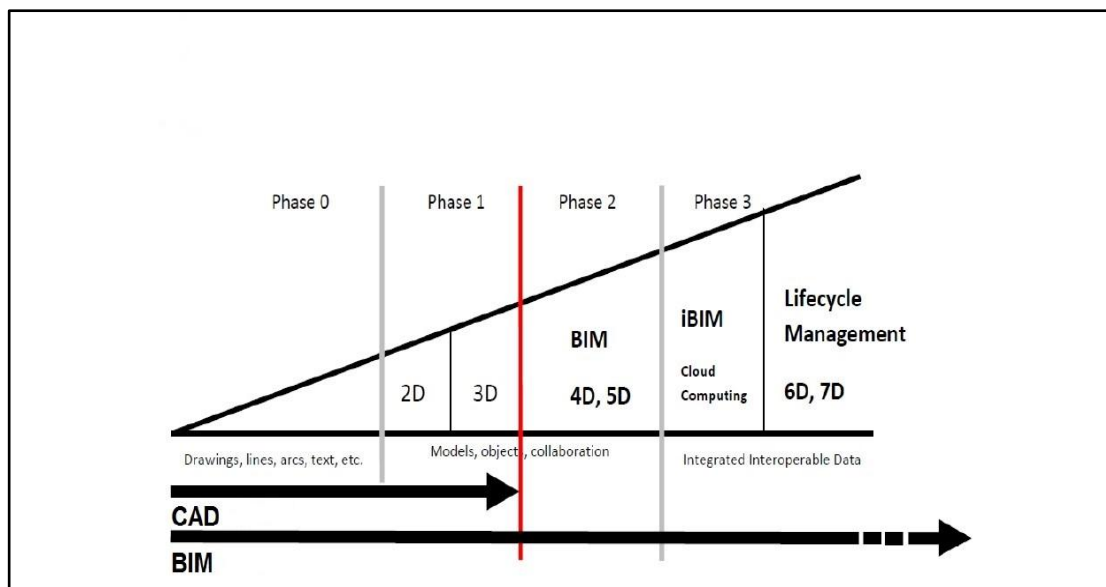 Phase 0
Phase 1
Phase 2
Phase 3
2D
3D
BIM
4D, 5D
iBIM
Cloud
Computing
Lifecycle
Management
6D, 7D
Drawings, lines, arcs, text, etc.
Models, objects, collaboration
Integrated Interoperable Data
CAD
BIM